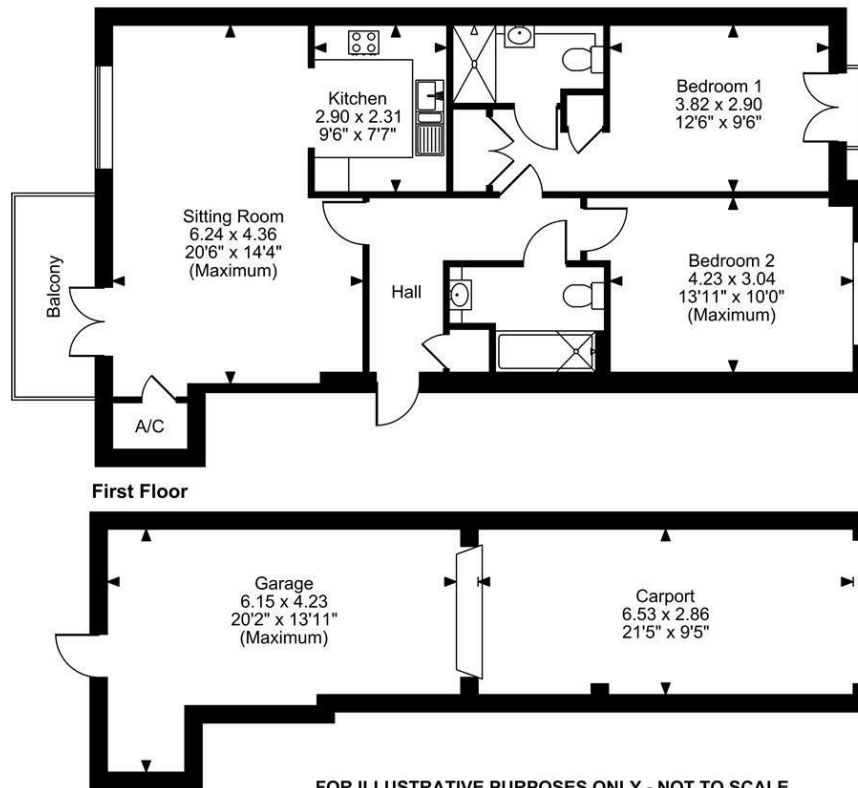 Kitchen
2.90 x 2.31
9'6" x 7'7"
Bedroom 1
3.82 x 2.90
12'6" x 9'6"
Sitting Room
6.24 x 4.36
20'6" x 14'4"
(Maximum)
Balcony
Hall
Bedroom 2
4.23 x 3.04
13'11" x 10'0"
(Maximum)
A/C
First Floor
Garage
6.15 x 4.23
20'2" x 13'11"
(Maximum)
Carport
6.53 x 2.86
21'5" x 9'5"
FOR ILLUSTRATIVE PURPOSES ONLY - NOT TO SCALE